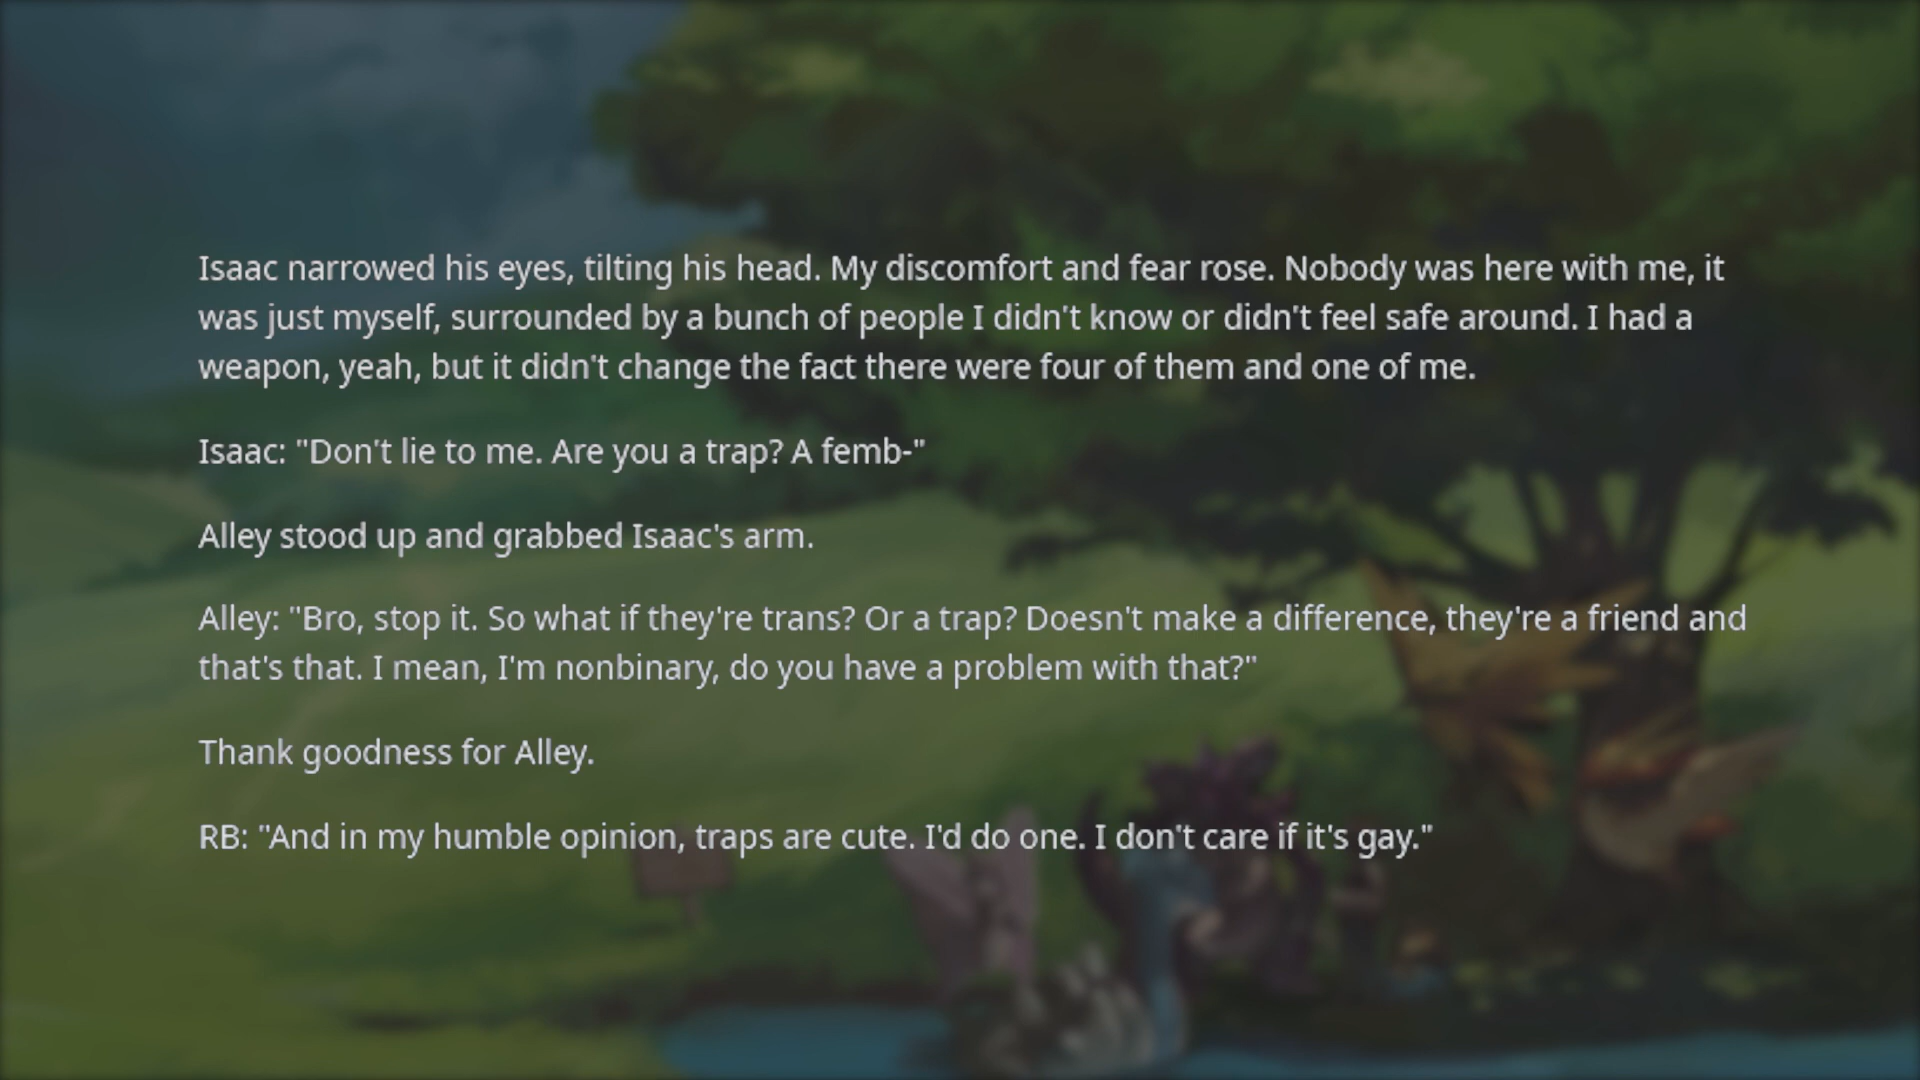 Isaac narrowed his eyes, tilting his head. My discomfort and fear rose. Nobody was here with me, it
was just myself, surrounded by a bunch of people I didn't know or didn't feel safe around. I had a
weapon, yeah, but it didn't change the fact there were four of them and one of me.
Isaac: "Don't lie to me. Are you a trap? A femb-"
Alley stood up and grabbed Isaac's arm.
Alley: "Bro, stop it. So what if they're trans? Or a trap? Doesn't make a difference, they're a friend and
that's that. I mean, I'm nonbinary, do you have a problem with that?"
Thank goodness for Alley.
RB: "And in my humble opinion, traps are cute. I'd do one. I don't care if it's gay."